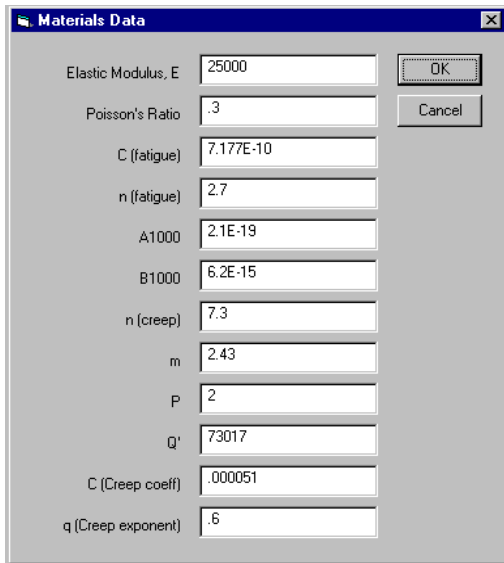 Materials Data
Elastic Modulus, E 25000 OK
Poisson's Ratio .3 Cancel
C (fatigue) 7.177E-10
n (fatigue) 2.7
A1000 2.1E-19
B1000 6.2E-15
n (creep) 7.3
m 2.43
P 2
Q' 73017
C (Creep coeff) .000051
q (Creep exponent) .6